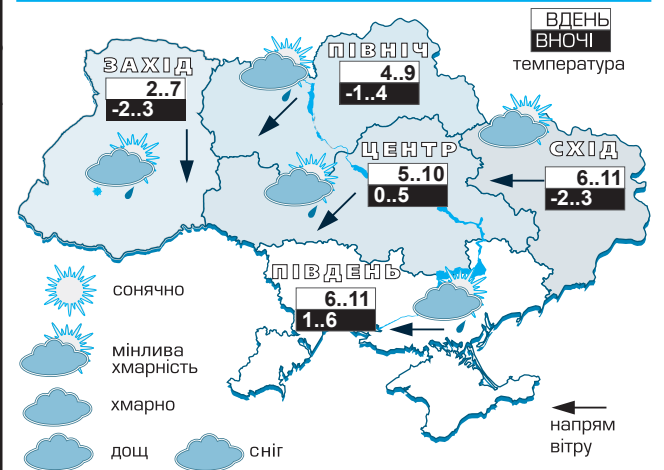 ВДЕНЬ
ВНОЧІ
температура
ПІВНІЧ
4..9
-1..4
ЗАХІД
2..7
-2..3
ЦЕНТР
5..10
0..5
СХІД
6..11
-2..3
ПІВДЕНЬ
6..11
1..6
сонячно
мінлива
хмарність
хмарно
дощ
сніг
напрям
вітру